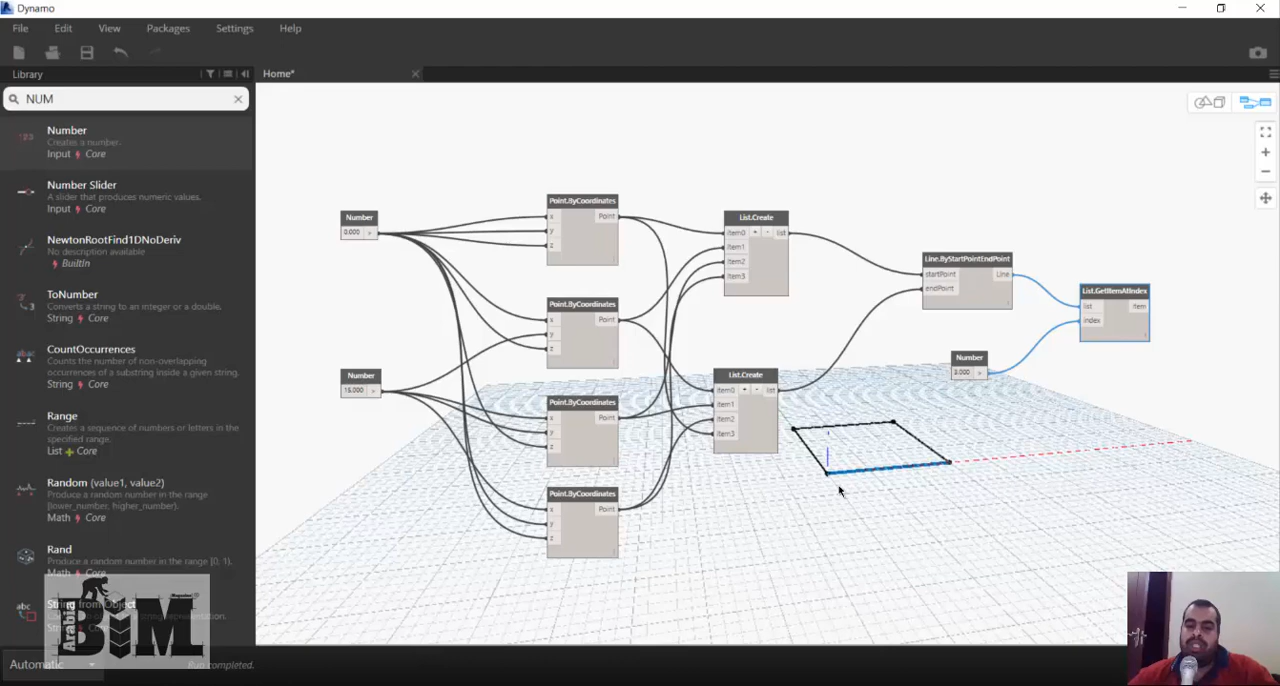 Dynamo
File Edit View Packages Settings Help
Library
Home*
NUM
Number
Creates a number.
Input Core
Number Slider
A slider that produces numeric values.
Input Core
NewtonRootFind1DNoDeriv
No description available
BuiltIn
ToNumber
Converts a string to an integer or a double.
String Core
CountOccurrences
Counts the number of non-overlapping
occurrences of a substring inside a given string.
String Core
Range
Creates a sequence of numbers or letters in the
specified range.
List Core
Random (value1, value2)
Produce a random number in the range
[lower_number, higher_number).
Math Core
Rand
Produce a random number in the range [0, 1).
Math Core
String from Object
String Core
Arabia
BiM
Automatic
Run completed.
Number
0.000 >
Number
15.000 >
Point.ByCoordinates
x Point
y
z
Point.ByCoordinates
x Point
y
z
Point.ByCoordinates
x Point
y
z
Point.ByCoordinates
x Point
y
z
List.Create
item0 + - list
item1
item2
item3
List.Create
item0 + - list
item1
item2
item3
Line.ByStartPointEndPoint
startPoint Line
endPoint
Number
3.000 >
List.GetItemAtIndex
list item
index